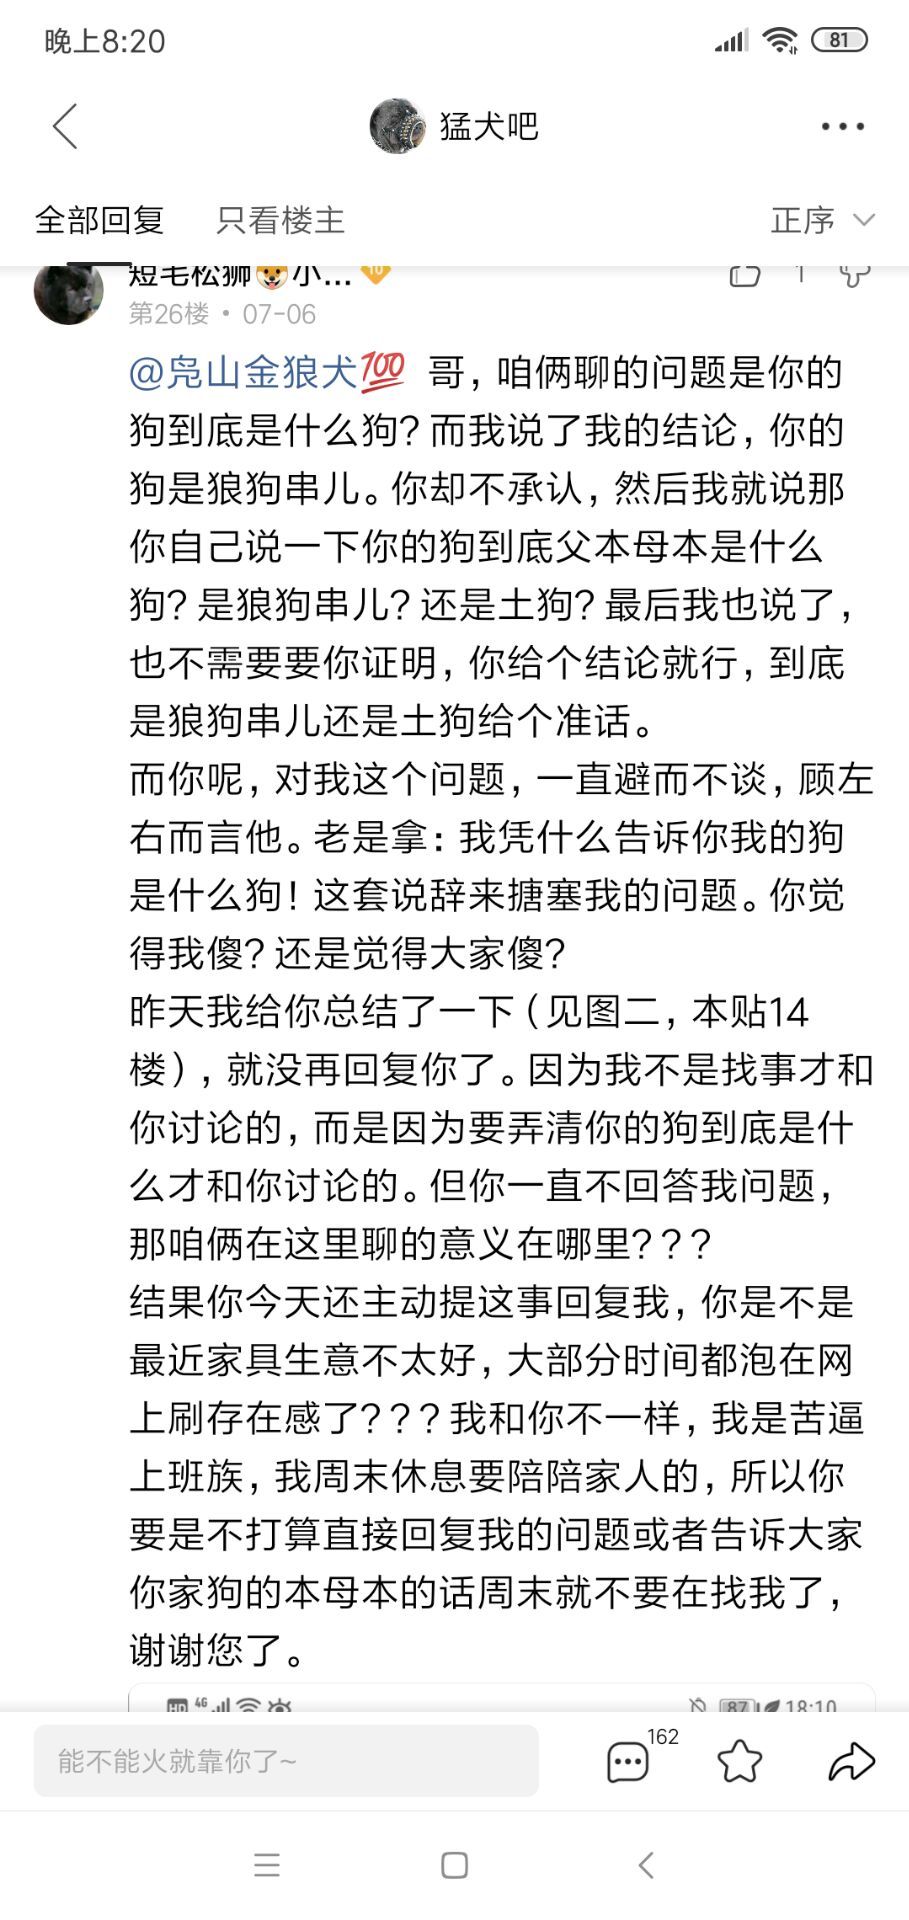 晚上8:20
81
猛犬吧
全部回复
只看楼主
正序
短毛松狮🐶小... 10
1
第26楼 • 07-06
@凫山金狼犬💯 哥，咱俩聊的问题是你的
狗到底是什么狗？而我说了我的结论，你的
狗是狼狗串儿。你却不承认，然后我就说那
你自己说一下你的狗到底父本母本是什么
狗？是狼狗串儿？还是土狗？最后我也说了，
也不需要要你证明，你给个结论就行，到底
是狼狗串儿还是土狗给个准话。
而你呢，对我这个问题，一直避而不谈，顾左
右而言他。老是拿：我凭什么告诉你我的狗
是什么狗！这套说辞来搪塞我的问题。你觉
得我傻？还是觉得大家傻？
昨天我给你总结了一下（见图二，本贴14
楼），就没再回复你了。因为我不是找事才和
你讨论的，而是因为要弄清你的狗到底是什
么才和你讨论的。但你一直不回答我问题，
那咱俩在这里聊的意义在哪里？？？
结果你今天还主动提这事回复我，你是不是
最近家具生意不太好，大部分时间都泡在网
上刷存在感了？？？我和你不一样，我是苦逼
上班族，我周末休息要陪陪家人的，所以你
要是不打算直接回复我的问题或者告诉大家
你家狗的本母本的话周末就不要在找我了，
谢谢您了。
HD 4G
87 18:10
能不能火就靠你了~
162